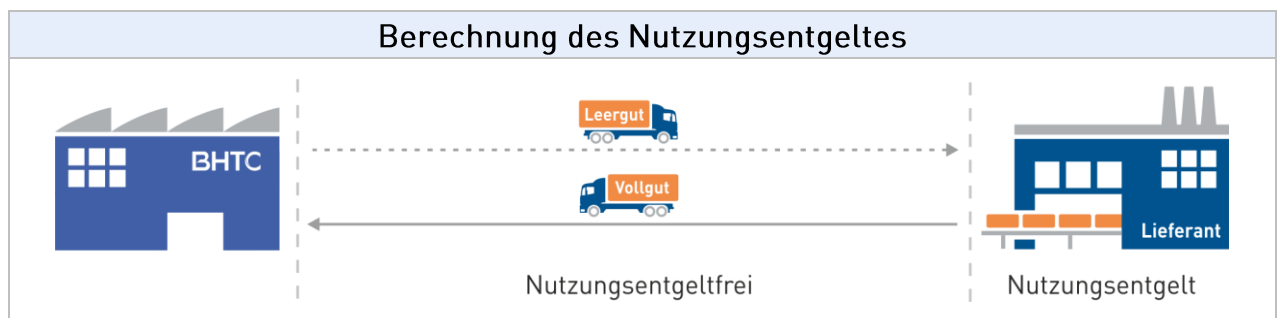 Berechnung des Nutzungsentgeltes
Leergut
BHTC
Vollgut
Lieferant
Nutzungsentgeltfrei
Nutzungsentgelt